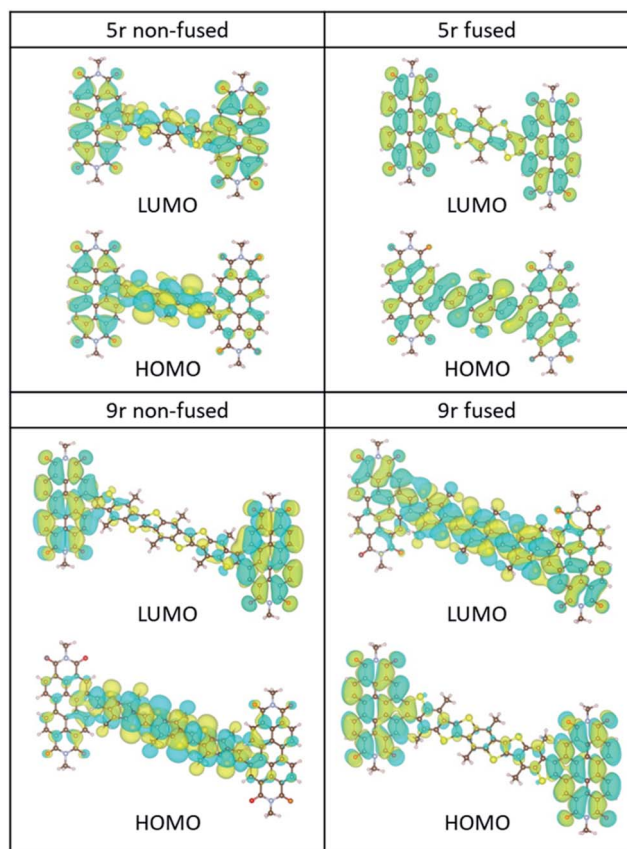 5r non-fused
5r fused
LUMO
LUMO
HOMO
HOMO
9r non-fused
9r fused
LUMO
LUMO
HOMO
HOMO